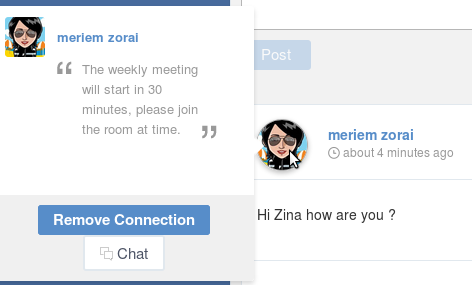 meriem zorai
“ The weekly meeting
will start in 30
minutes, please join
the room at time. ”
Remove Connection
Chat
Post
meriem zorai
about 4 minutes ago
Hi Zina how are you ?